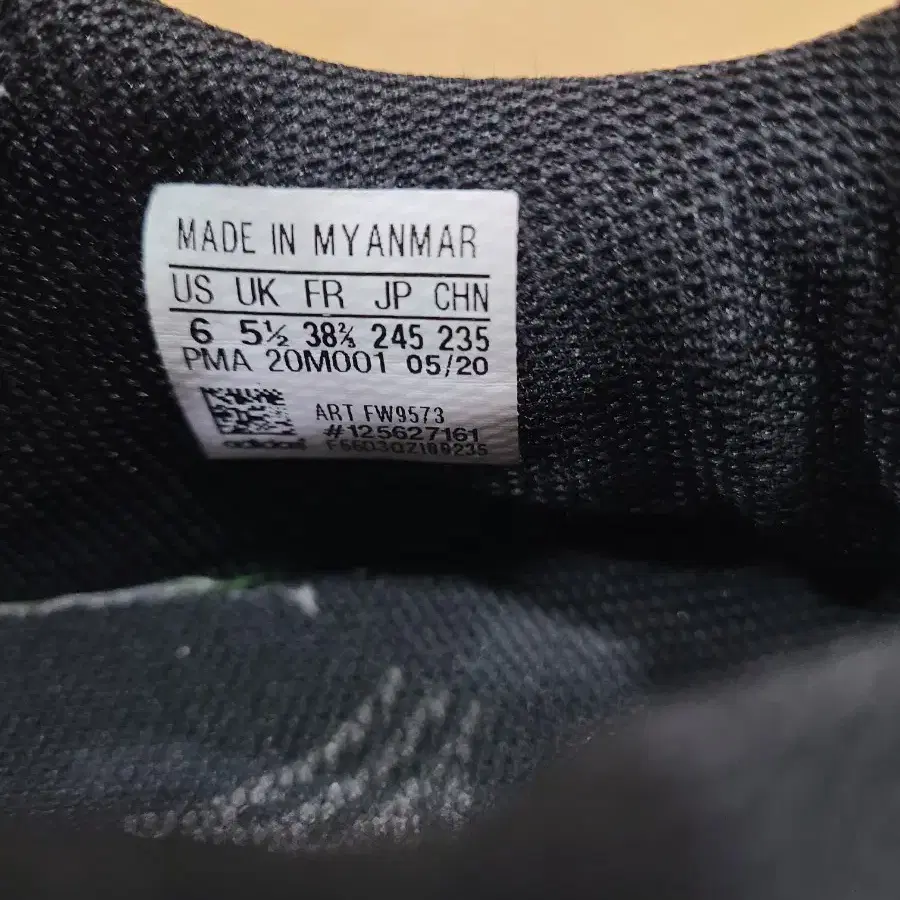 MADE IN MYANMAR
US UK FR JP CHN
6 5½ 38⅔ 245 235
PMA 20M001 05/20
ART FW9573
#125627161
adidas